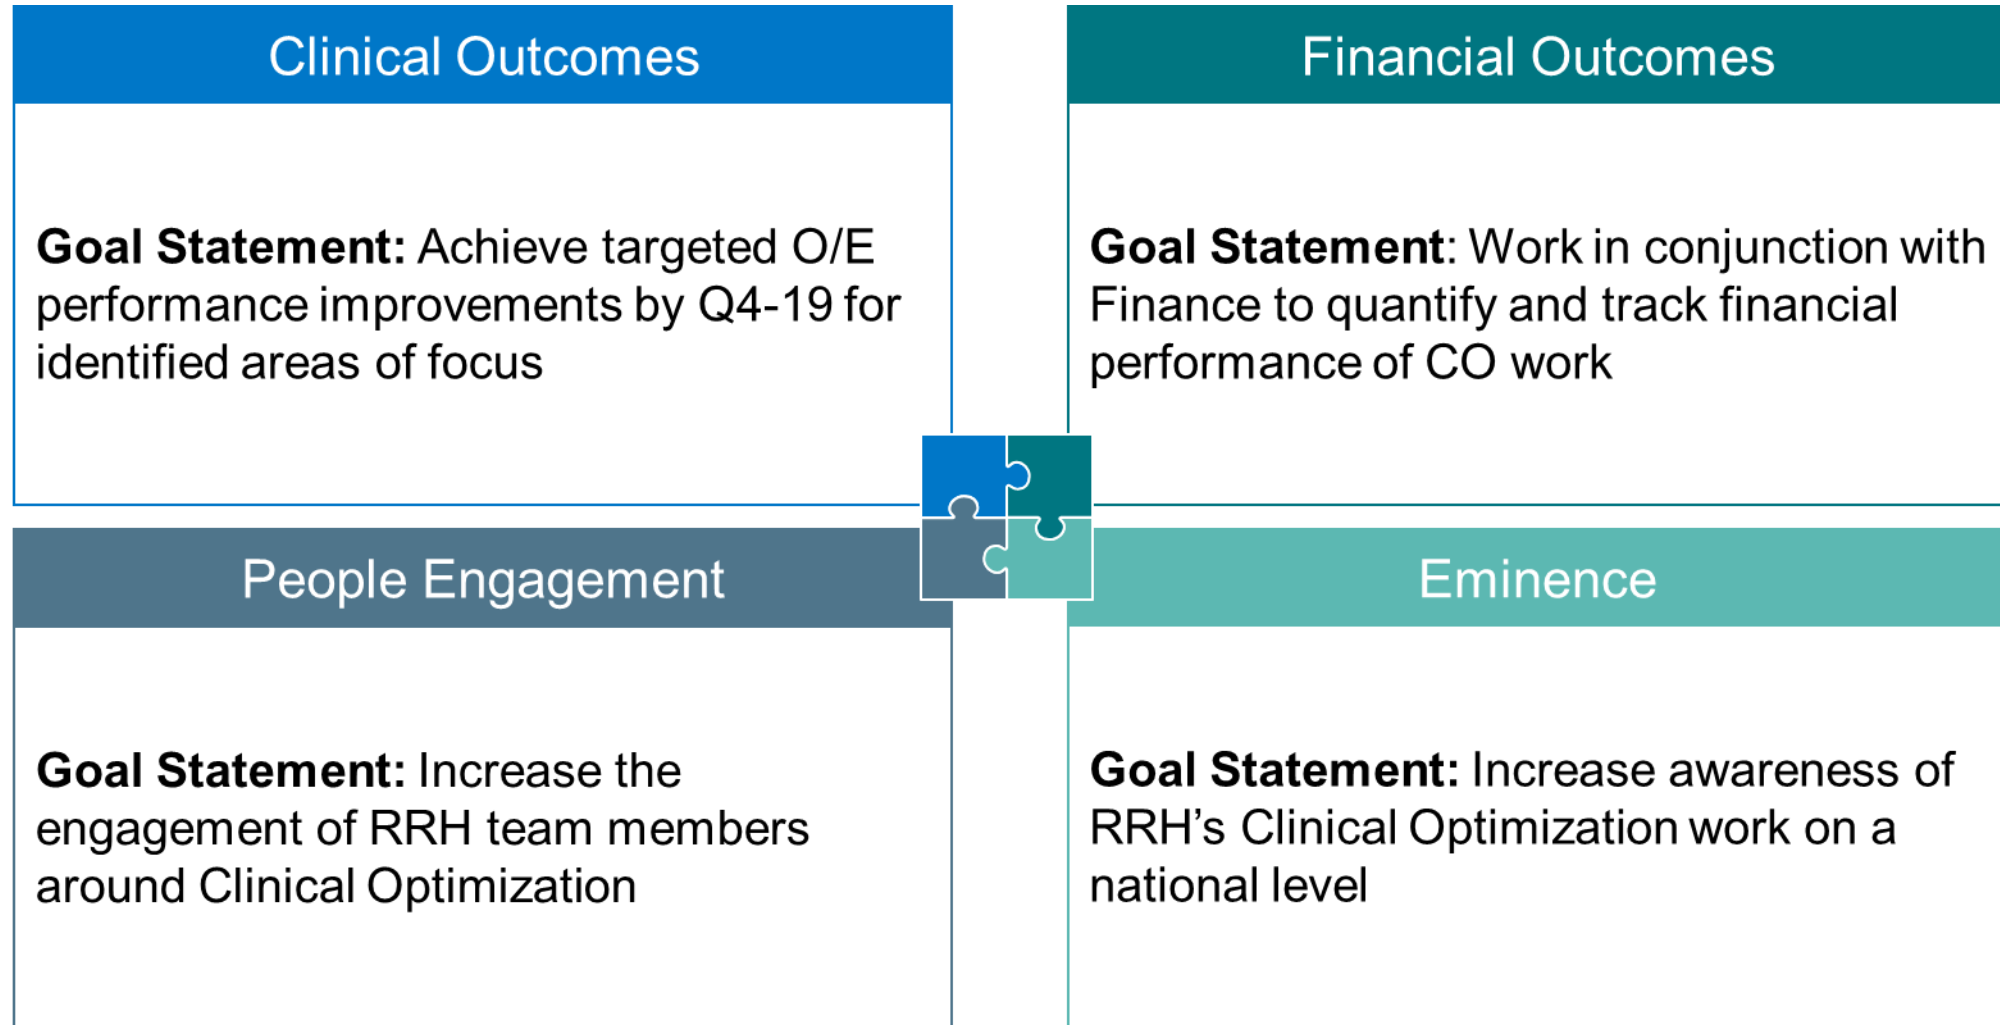 Clinical Outcomes
Goal Statement: Achieve targeted O/E
performance improvements by Q4-19 for
identified areas of focus
Financial Outcomes
Goal Statement: Work in conjunction with
Finance to quantify and track financial
performance of CO work
People Engagement
Goal Statement: Increase the
engagement of RRH team members
around Clinical Optimization
Eminence
Goal Statement: Increase awareness of
RRH’s Clinical Optimization work on a
national level